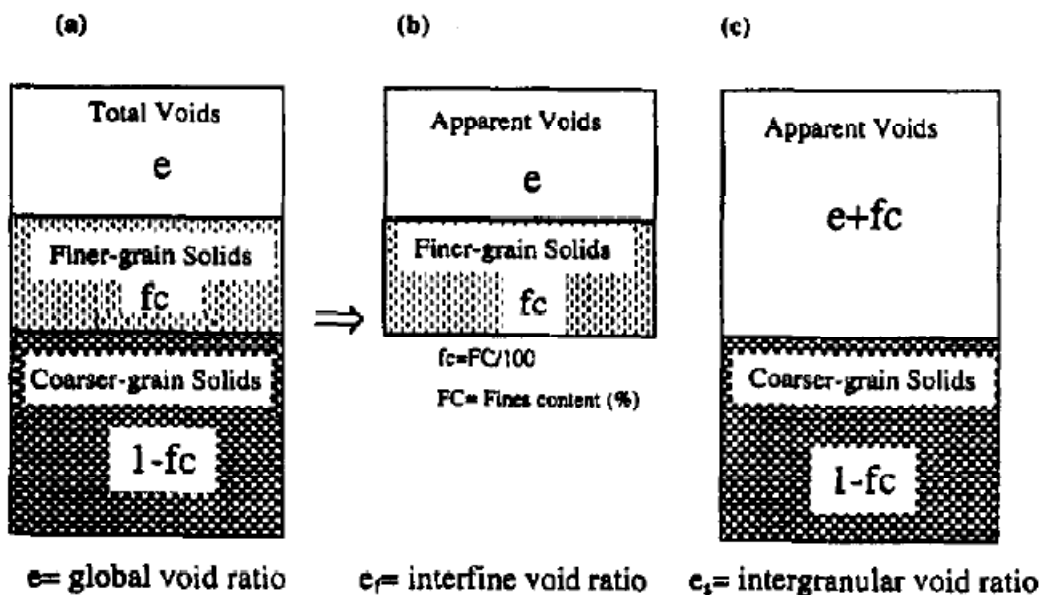 (a)
Total Voids
e
Finer-grain Solids
fc
Coarser-grain Solids
1-fc
e= global void ratio
(b)
Apparent Voids
e
Finer-grain Solids
fc
fc=FC/100
FC= Fines content (%)
e_f= interfine void ratio
(c)
Apparent Voids
e+fc
Coarser-grain Solids
1-fc
e_s= intergranular void ratio